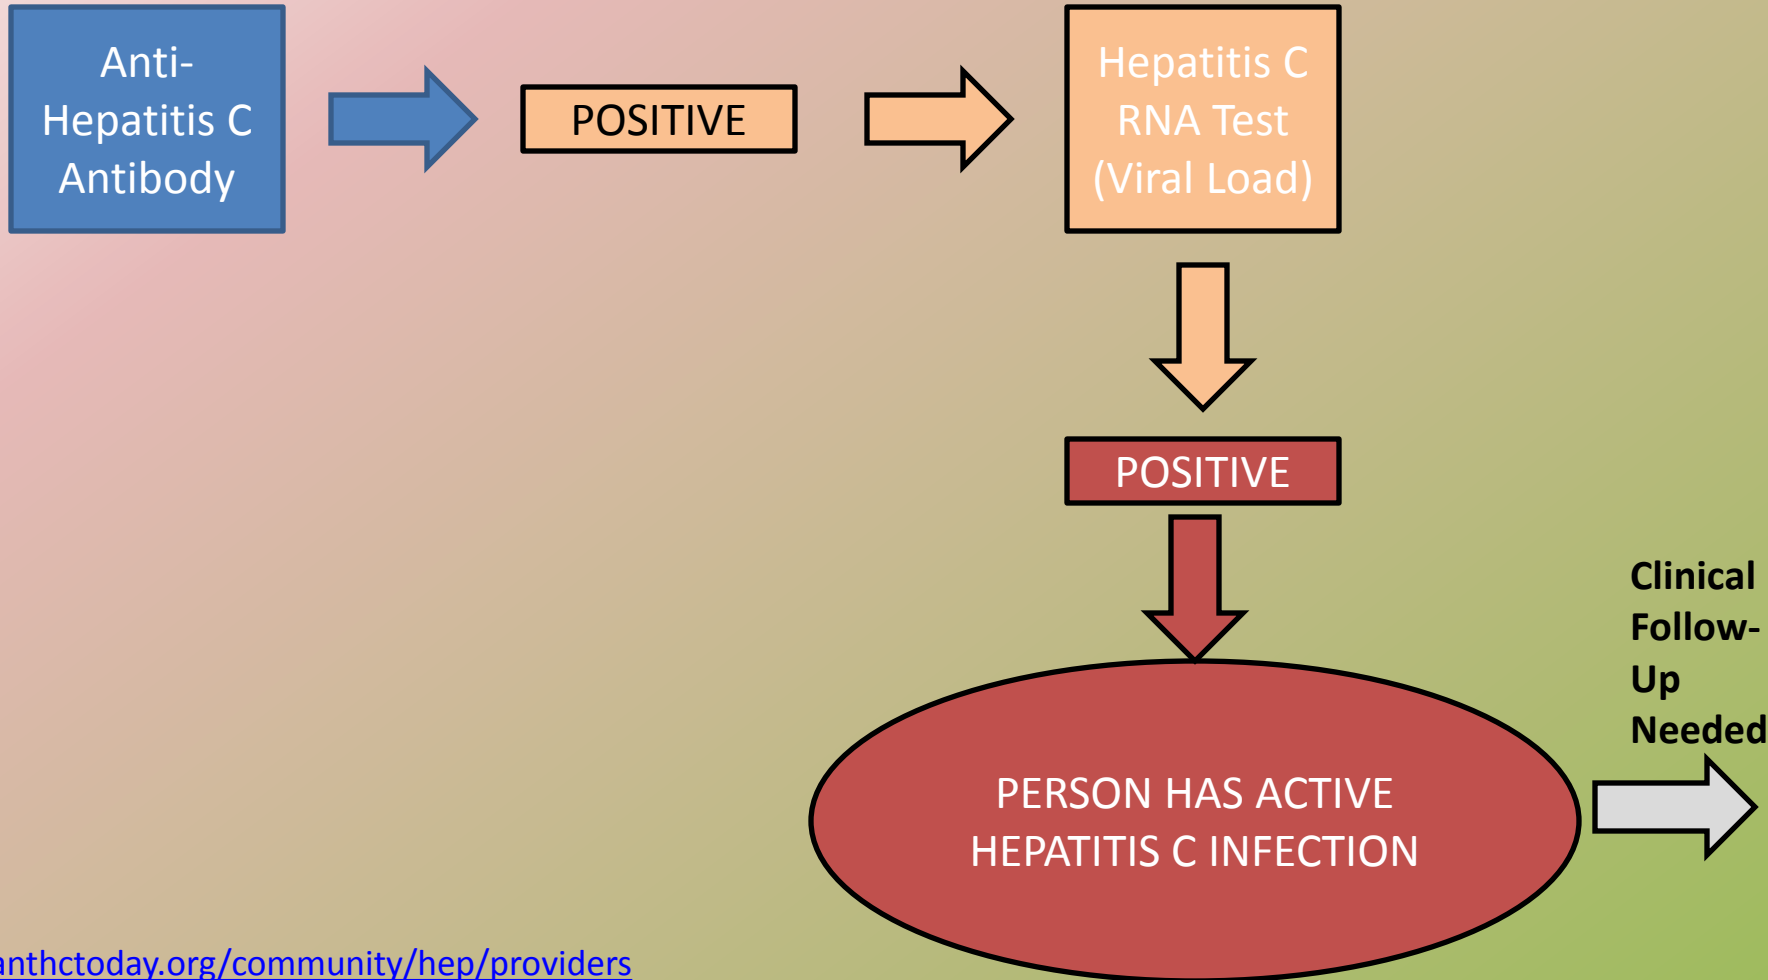 Anti-
Hepatitis C
Antibody
POSITIVE
Hepatitis C
RNA Test
(Viral Load)
POSITIVE
Clinical
Follow-
Up
Needed
PERSON HAS ACTIVE
HEPATITIS C INFECTION
anthctoday.org/community/hep/providers